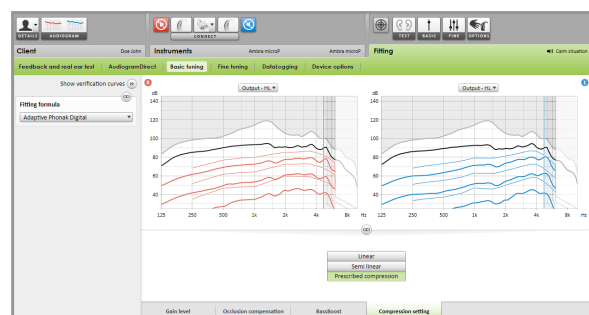 DETAILS AUDIOGRAM CONNECT TEST BASIC FINE OPTIONS
Client Doe John Instruments Ambra microP Ambra microP Fitting Calm situation
Feedback and real ear test AudiogramDirect Basic tuning Fine tuning DataLogging Device options
Show verification curves
Fitting formula
Adaptive Phonak Digital
Output - HL Output - HL
dB dB
140 140
120 120
100 100
80 80
60 60
40 40
125 250 500 1k 2k 4k 8k Hz 125 250 500 1k 2k 4k 8k Hz
Linear
Semi linear
Prescribed compression
Gain level Occlusion compensation BassBoost Compression setting